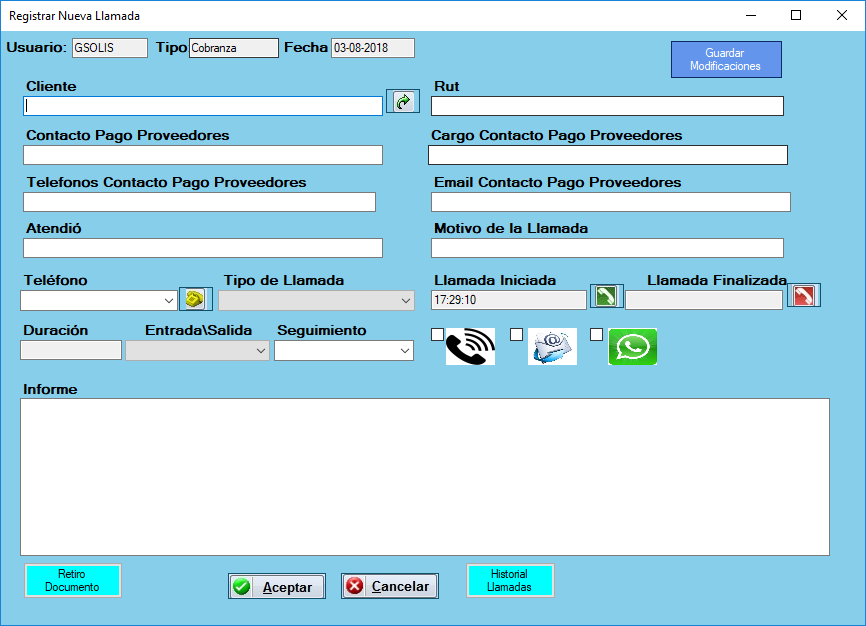 Registrar Nueva Llamada
Usuario: GSOLIS Tipo Cobranza Fecha 03-08-2018
Guardar
Modificaciones
Cliente Rut
Contacto Pago Proveedores Cargo Contacto Pago Proveedores
Telefonos Contacto Pago Proveedores Email Contacto Pago Proveedores
Atendió Motivo de la Llamada
Teléfono Tipo de Llamada Llamada Iniciada Llamada Finalizada
17:29:10
Duración Entrada\Salida Seguimiento
@
Informe
Retiro
Documento
Aceptar
Cancelar
Historial
Llamadas